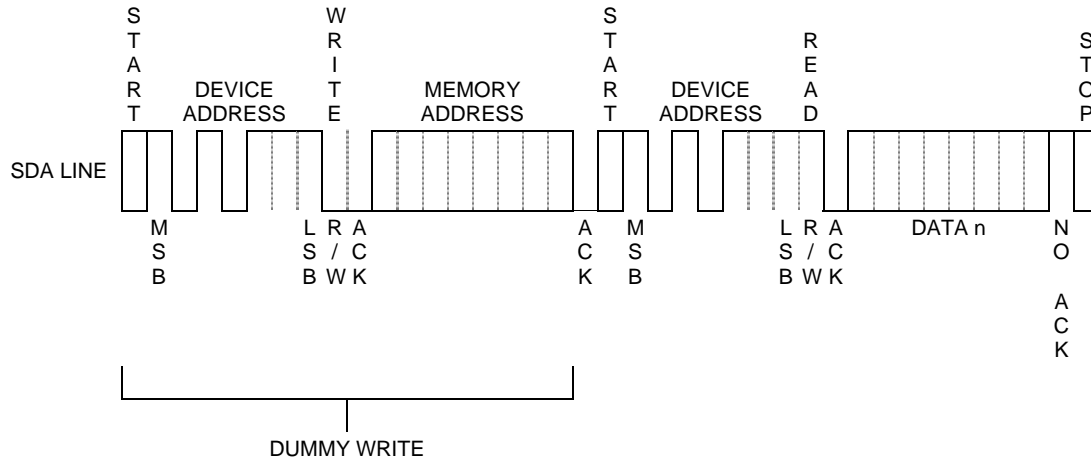 START
WRITE
START
READ
STOP
DEVICE
ADDRESS
MEMORY
ADDRESS
DEVICE
ADDRESS
SDA LINE
MSB
LSB
R/W
ACK
ACK
MSB
LSB
R/W
ACK
DATA n
NO ACK
DUMMY WRITE